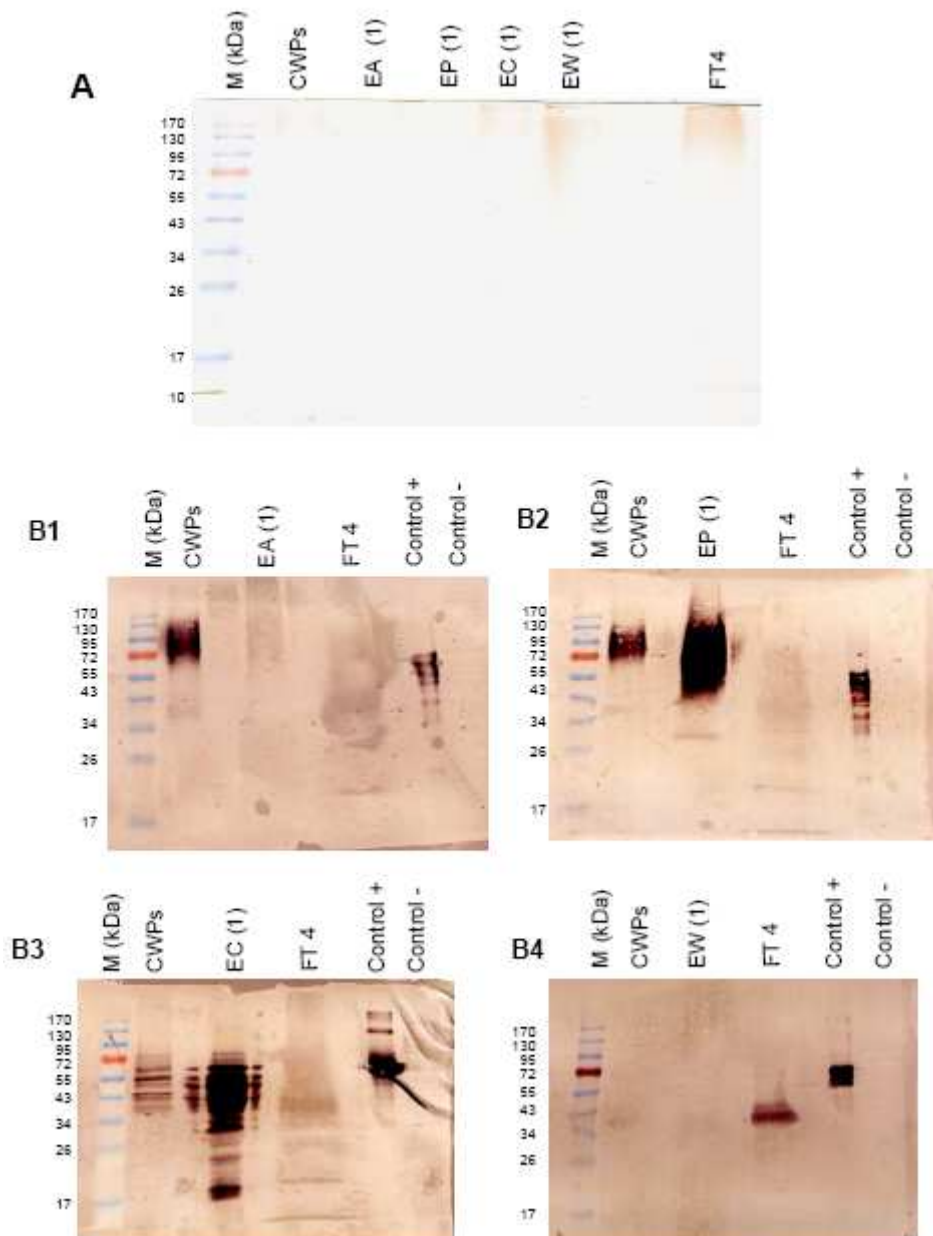 A
M (kDa)
CWPs
EA (1)
EP (1)
EC (1)
EW (1)
FT4
170
130
95
72
55
43
34
26
17
10
B1
M (kDa)
CWPs
EA (1)
FT 4
Control +
Control -
170
130
95
72
55
43
34
26
17
B2
M (kDa)
CWPs
EP (1)
FT 4
Control +
Control -
170
130
95
72
55
43
34
26
17
B3
M (kDa)
CWPs
EC (1)
FT 4
Control +
Control -
170
130
95
72
55
43
34
26
17
B4
M (kDa)
CWPs
EW (1)
FT 4
Control +
Control -
170
130
95
72
55
43
34
26
17